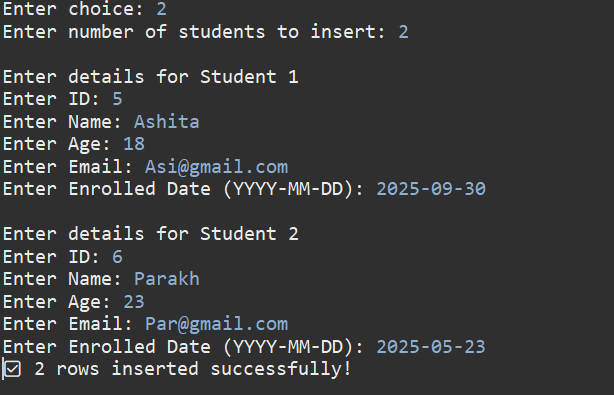 Enter choice: 2
Enter number of students to insert: 2
Enter details for Student 1
Enter ID: 5
Enter Name: Ashita
Enter Age: 18
Enter Email: Asi@gmail.com
Enter Enrolled Date (YYYY-MM-DD): 2025-09-30
Enter details for Student 2
Enter ID: 6
Enter Name: Parakh
Enter Age: 23
Enter Email: Par@gmail.com
Enter Enrolled Date (YYYY-MM-DD): 2025-05-23
☑ 2 rows inserted successfully!